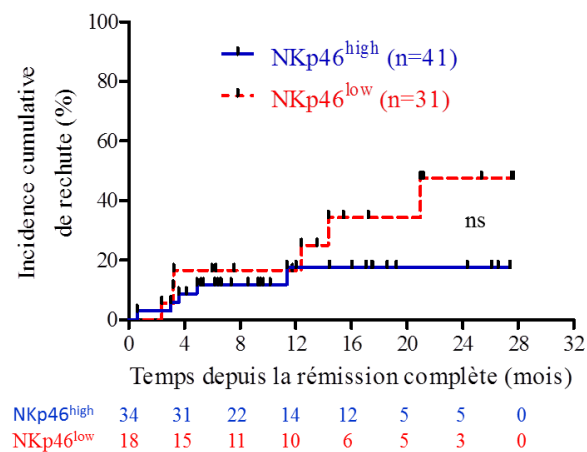 100
80
60
40
20
0
Incidence cumulative
de rechute (%)
NKp46high (n=41)
NKp46low (n=31)
ns
0 4 8 12 16 20 24 28 32
Temps depuis la rémission complète (mois)
NKp46high 34 31 22 14 12 5 5 0
NKp46low 18 15 11 10 6 5 3 0